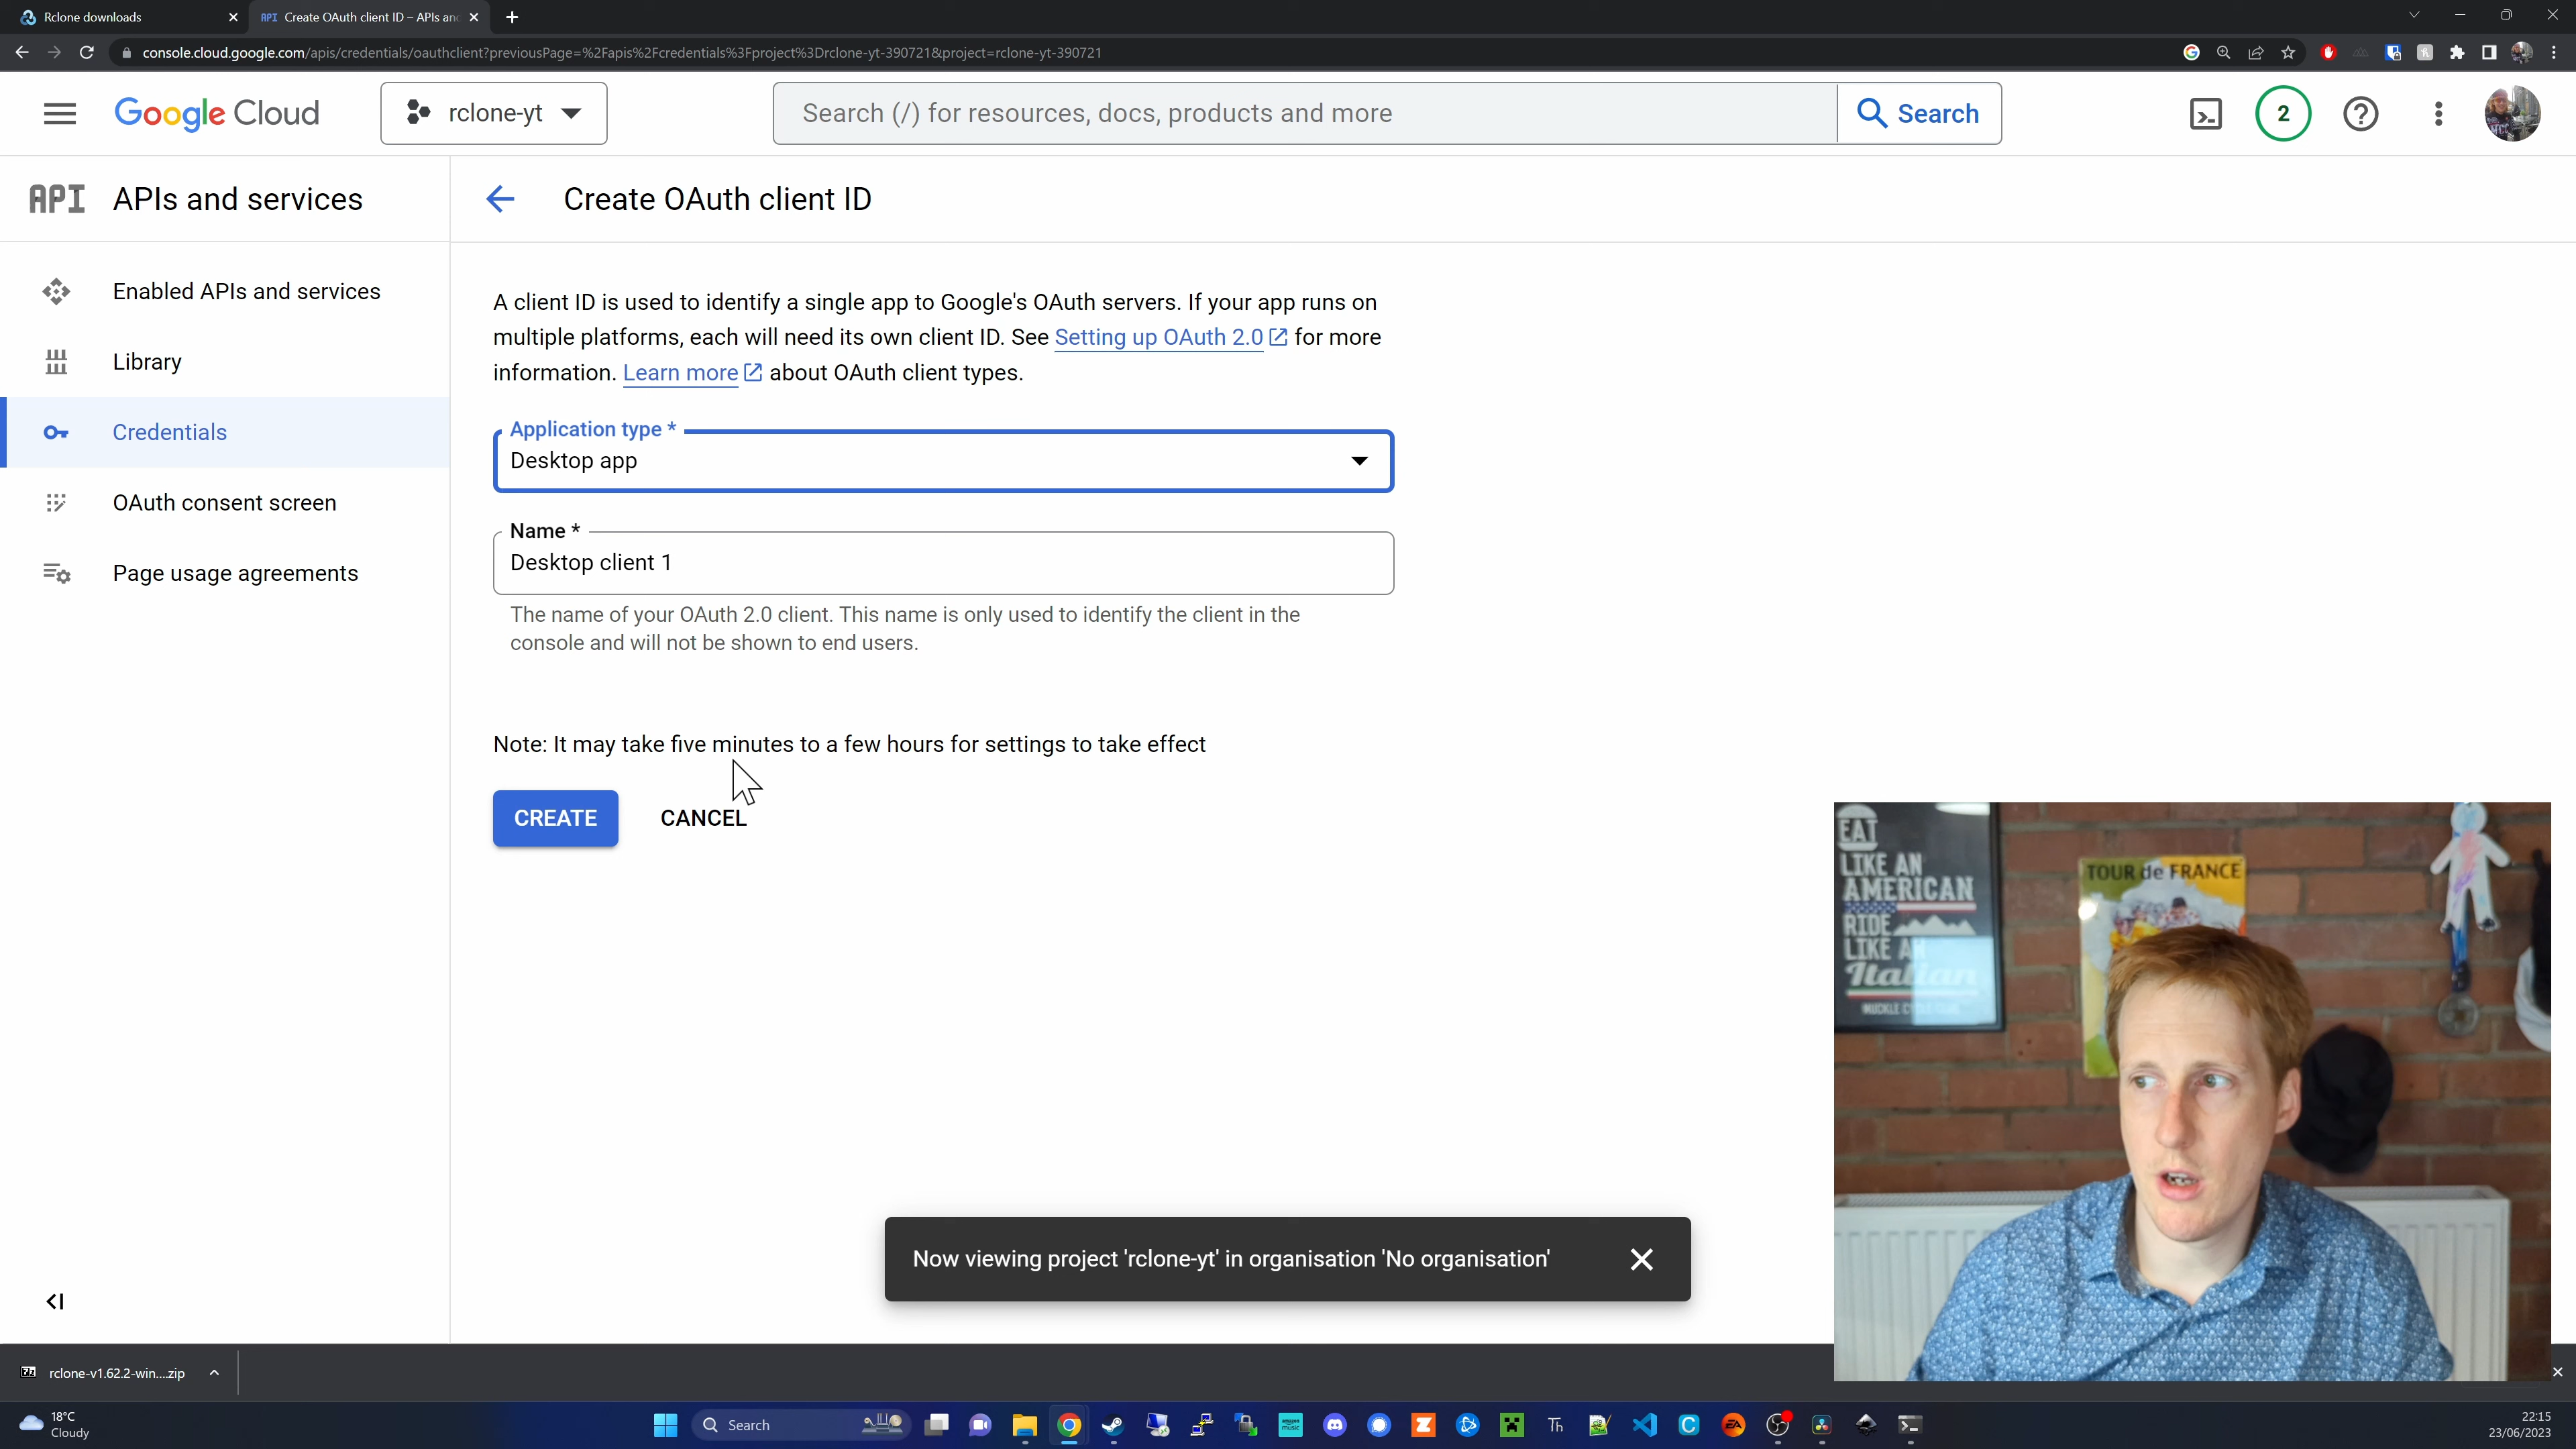 Rclone downloads
API Create OAuth client ID – APIs and
console.cloud.google.com/apis/credentials/oauthclient?previousPage=%2Fapis%2Fcredentials%3Fproject%3Drclone-yt-390721&project=rclone-yt-390721
Google Cloud
rclone-yt
Search (/) for resources, docs, products and more
Search
2
API APIs and services
Create OAuth client ID
Enabled APIs and services
Library
Credentials
OAuth consent screen
Page usage agreements
A client ID is used to identify a single app to Google's OAuth servers. If your app runs on
multiple platforms, each will need its own client ID. See Setting up OAuth 2.0 for more
information. Learn more about OAuth client types.
Application type *
Desktop app
Name *
Desktop client 1
The name of your OAuth 2.0 client. This name is only used to identify the client in the
console and will not be shown to end users.
Note: It may take five minutes to a few hours for settings to take effect
CREATE
CANCEL
EAT
LIKE AN
AMERICAN
RIDE
LIKE AN
Italian
TOUR de FRANCE
Now viewing project 'rclone-yt' in organisation 'No organisation'
rclone-v1.62.2-win....zip
18°C
Cloudy
Search
22:15
23/06/2023